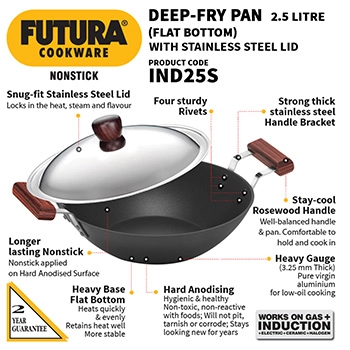 FUTURA®
COOKWARE
NONSTICK
DEEP-FRY PAN 2.5 LITRE
(FLAT BOTTOM)
WITH STAINLESS STEEL LID
PRODUCT CODE
IND25S
Snug-fit Stainless Steel Lid
Locks in the heat, steam and flavour
Four sturdy
Rivets
Strong thick
stainless steel
Handle Bracket
Stay-cool
Rosewood Handle
Well-balanced handle
& pan. Comfortable to
hold and cook in
Longer
lasting Nonstick
Nonstick applied
on Hard Anodised Surface
Heavy Gauge
(3.25 mm Thick)
Pure virgin
aluminium
for low-oil cooking
2
YEAR
GUARANTEE
Heavy Base
Flat Bottom
Heats quickly
& evenly
Retains heat well
More stable
Hard Anodising
Hygienic & healthy
Non-toxic, non-reactive
with foods; Will not pit,
tarnish or corrode; Stays
looking new for years
WORKS ON GAS +
INDUCTION
+ELECTRIC+CERAMIC+HALOGEN